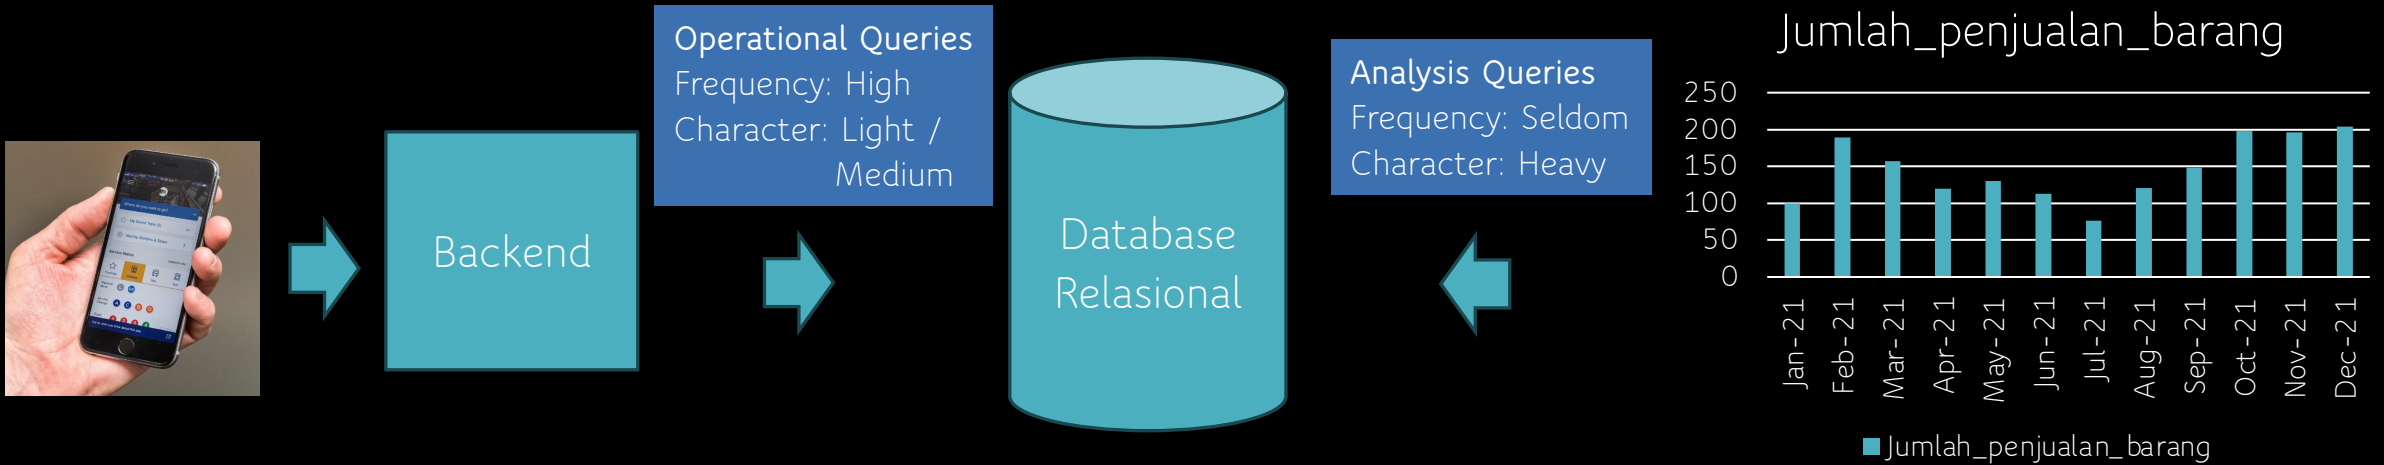 Operational Queries
Frequency: High
Character: Light /
Medium
Backend
Database
Relasional
Analysis Queries
Frequency: Seldom
Character: Heavy
Jumlah_penjualan_barang
250
200
150
100
50
0
Jan-21
Feb-21
Mar-21
Apr-21
May-21
Jun-21
Jul-21
Aug-21
Sep-21
Oct-21
Nov-21
Dec-21
Jumlah_penjualan_barang